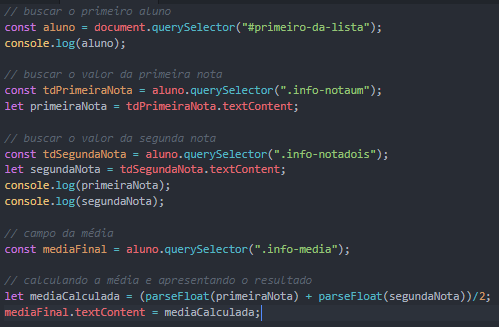 // buscar o primeiro aluno
const aluno = document.querySelector("#primeiro-da-lista");
console.log(aluno);
// buscar o valor da primeira nota
const tdPrimeiraNota = aluno.querySelector(".info-notaum");
let primeiraNota = tdPrimeiraNota.textContent;
// buscar o valor da segunda nota
const tdSegundaNota = aluno.querySelector(".info-notadois");
let segundaNota = tdSegundaNota.textContent;
console.log(primeiraNota);
console.log(segundaNota);
// campo da média
const mediaFinal = aluno.querySelector(".info-media");
// calculando a média e apresentando o resultado
let mediaCalculada = (parseFloat(primeiraNota) + parseFloat(segundaNota))/2;
mediaFinal.textContent = mediaCalculada;